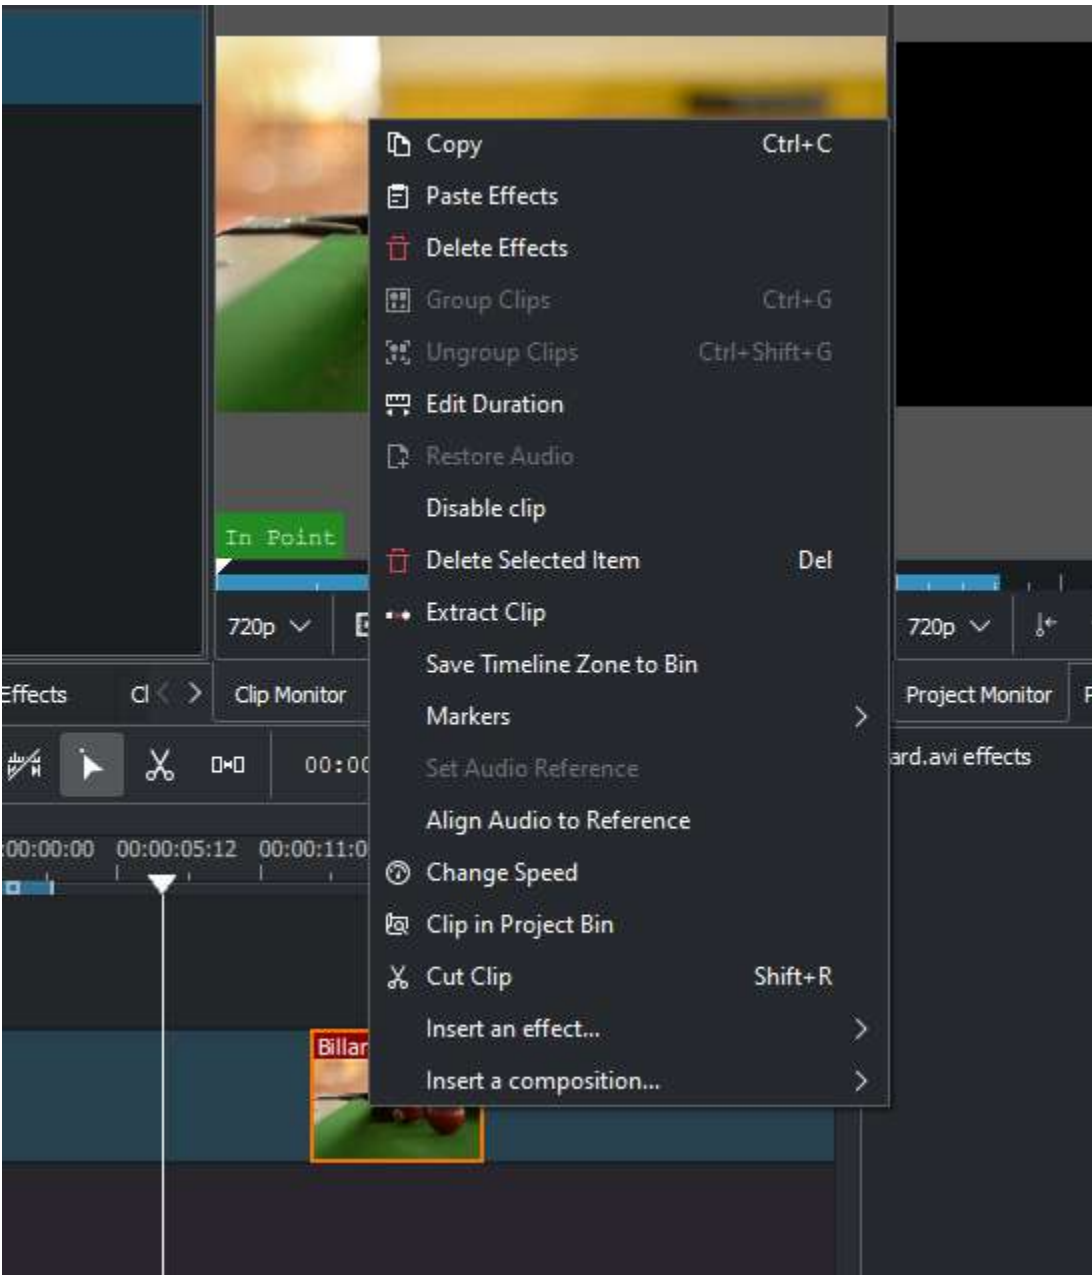 Copy Ctrl+C
Paste Effects
Delete Effects
Group Clips Ctrl+G
Ungroup Clips Ctrl+Shift+G
Edit Duration
Restore Audio
Disable clip
In Point
Delete Selected Item Del
Extract Clip
720p
720p
Save Timeline Zone to Bin
Effects
Clip Monitor
Project Monitor
Markers
Set Audio Reference
ard.avi effects
00:00
Align Audio to Reference
:00:00:00 00:00:05:12 00:00:11:0
Change Speed
Clip in Project Bin
Cut Clip Shift+R
Insert an effect...
Billar
Insert a composition...